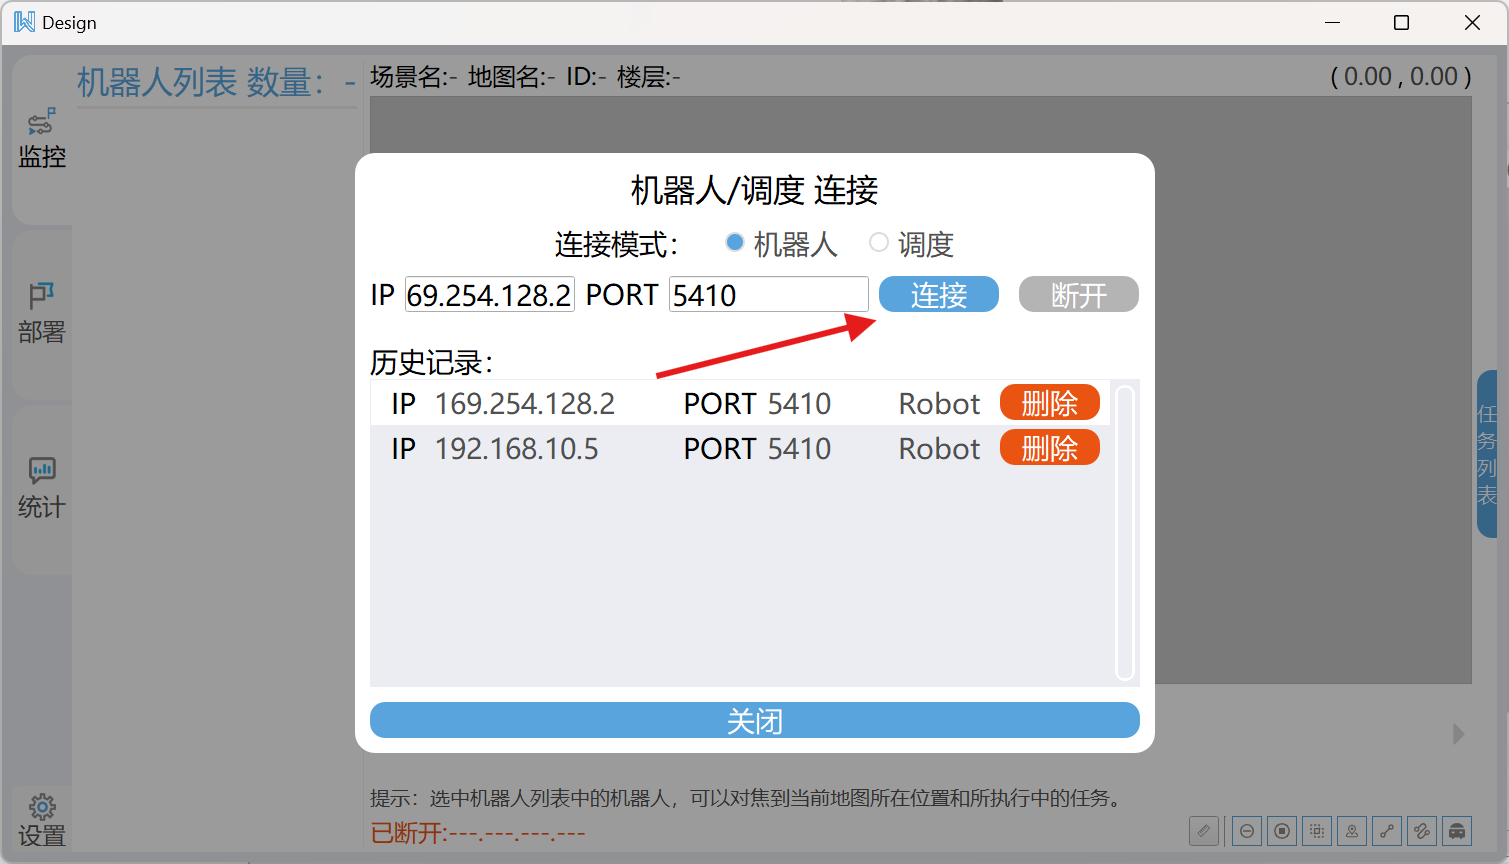 Design
机器人列表 数量：-
场景名:- 地图名:- ID:- 楼层:-
( 0.00 , 0.00 )
监控
部署
统计
设置
机器人/调度 连接
连接模式：
机器人
调度
IP 69.254.128.2 PORT 5410 连接 断开
历史记录：
IP 169.254.128.2 PORT 5410 Robot 删除
IP 192.168.10.5 PORT 5410 Robot 删除
关闭
任务列表
提示：选中机器人列表中的机器人，可以对焦到当前地图所在位置和所执行中的任务。
已断开:---.---.---.---